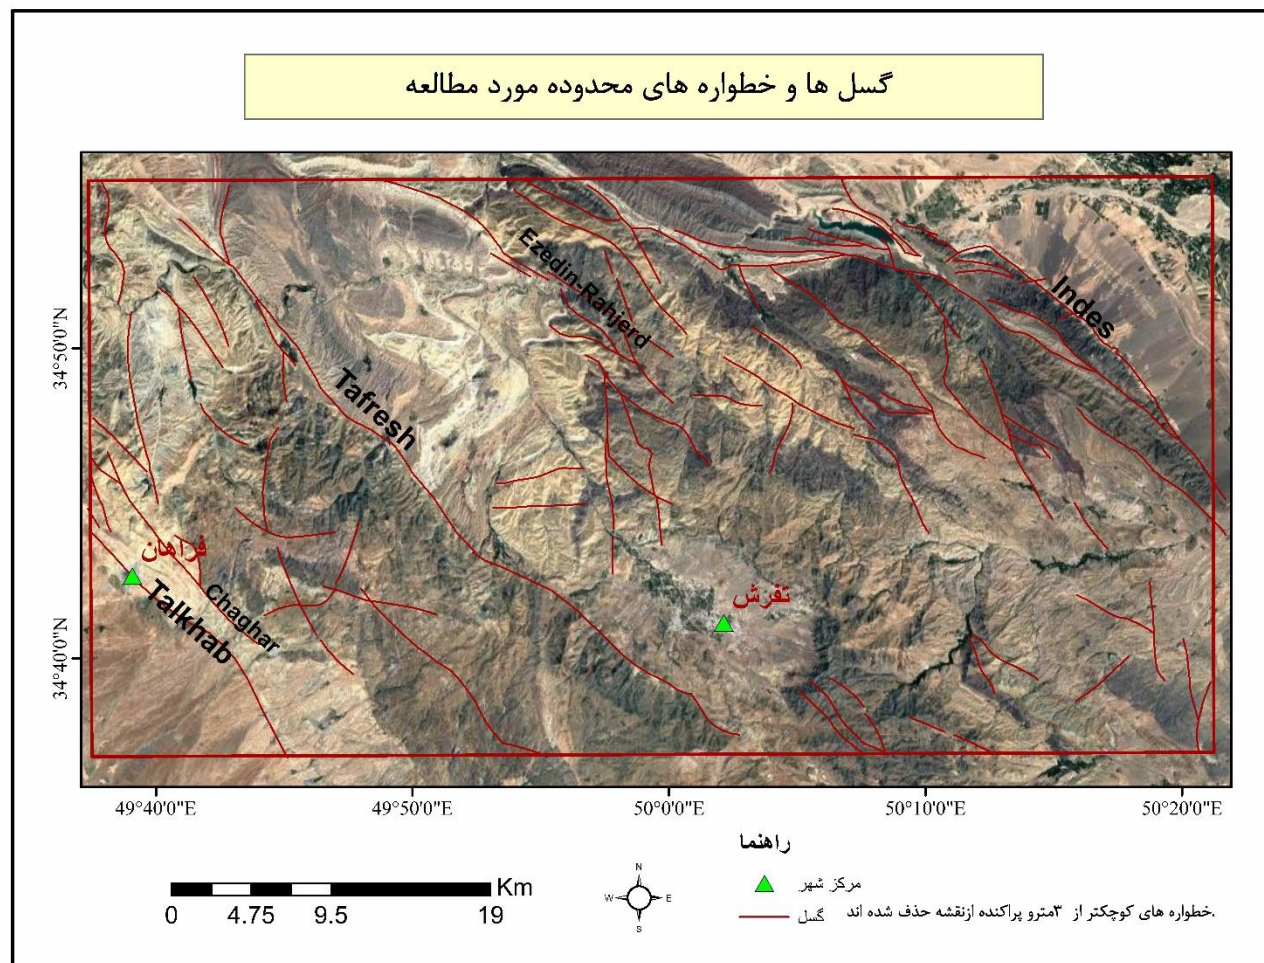 گسل ها و خطواره های محدوده مورد مطالعه
Ezedin-Rahjerd
Indes
34°50'0"N
Tafresh
فراهان
Chaghar
Talkhab
تفرش
34°40'0"N
49°40'0"E
49°50'0"E
50°0'0"E
50°10'0"E
50°20'0"E
راهنما
مرکز شهر
گسل
خطواره های کوچکتر از ۳مترو پراکنده ازنقشه حذف شده اند.
Km
0
4.75
9.5
19
N
W
E
S